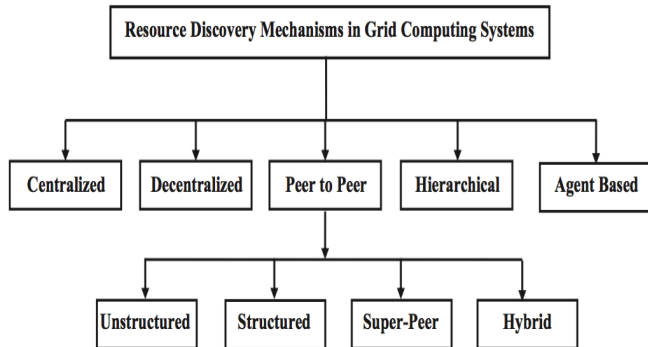 Resource Discovery Mechanisms in Grid Computing Systems
Centralized
Decentralized
Peer to Peer
Hierarchical
Agent Based
Unstructured
Structured
Super-Peer
Hybrid